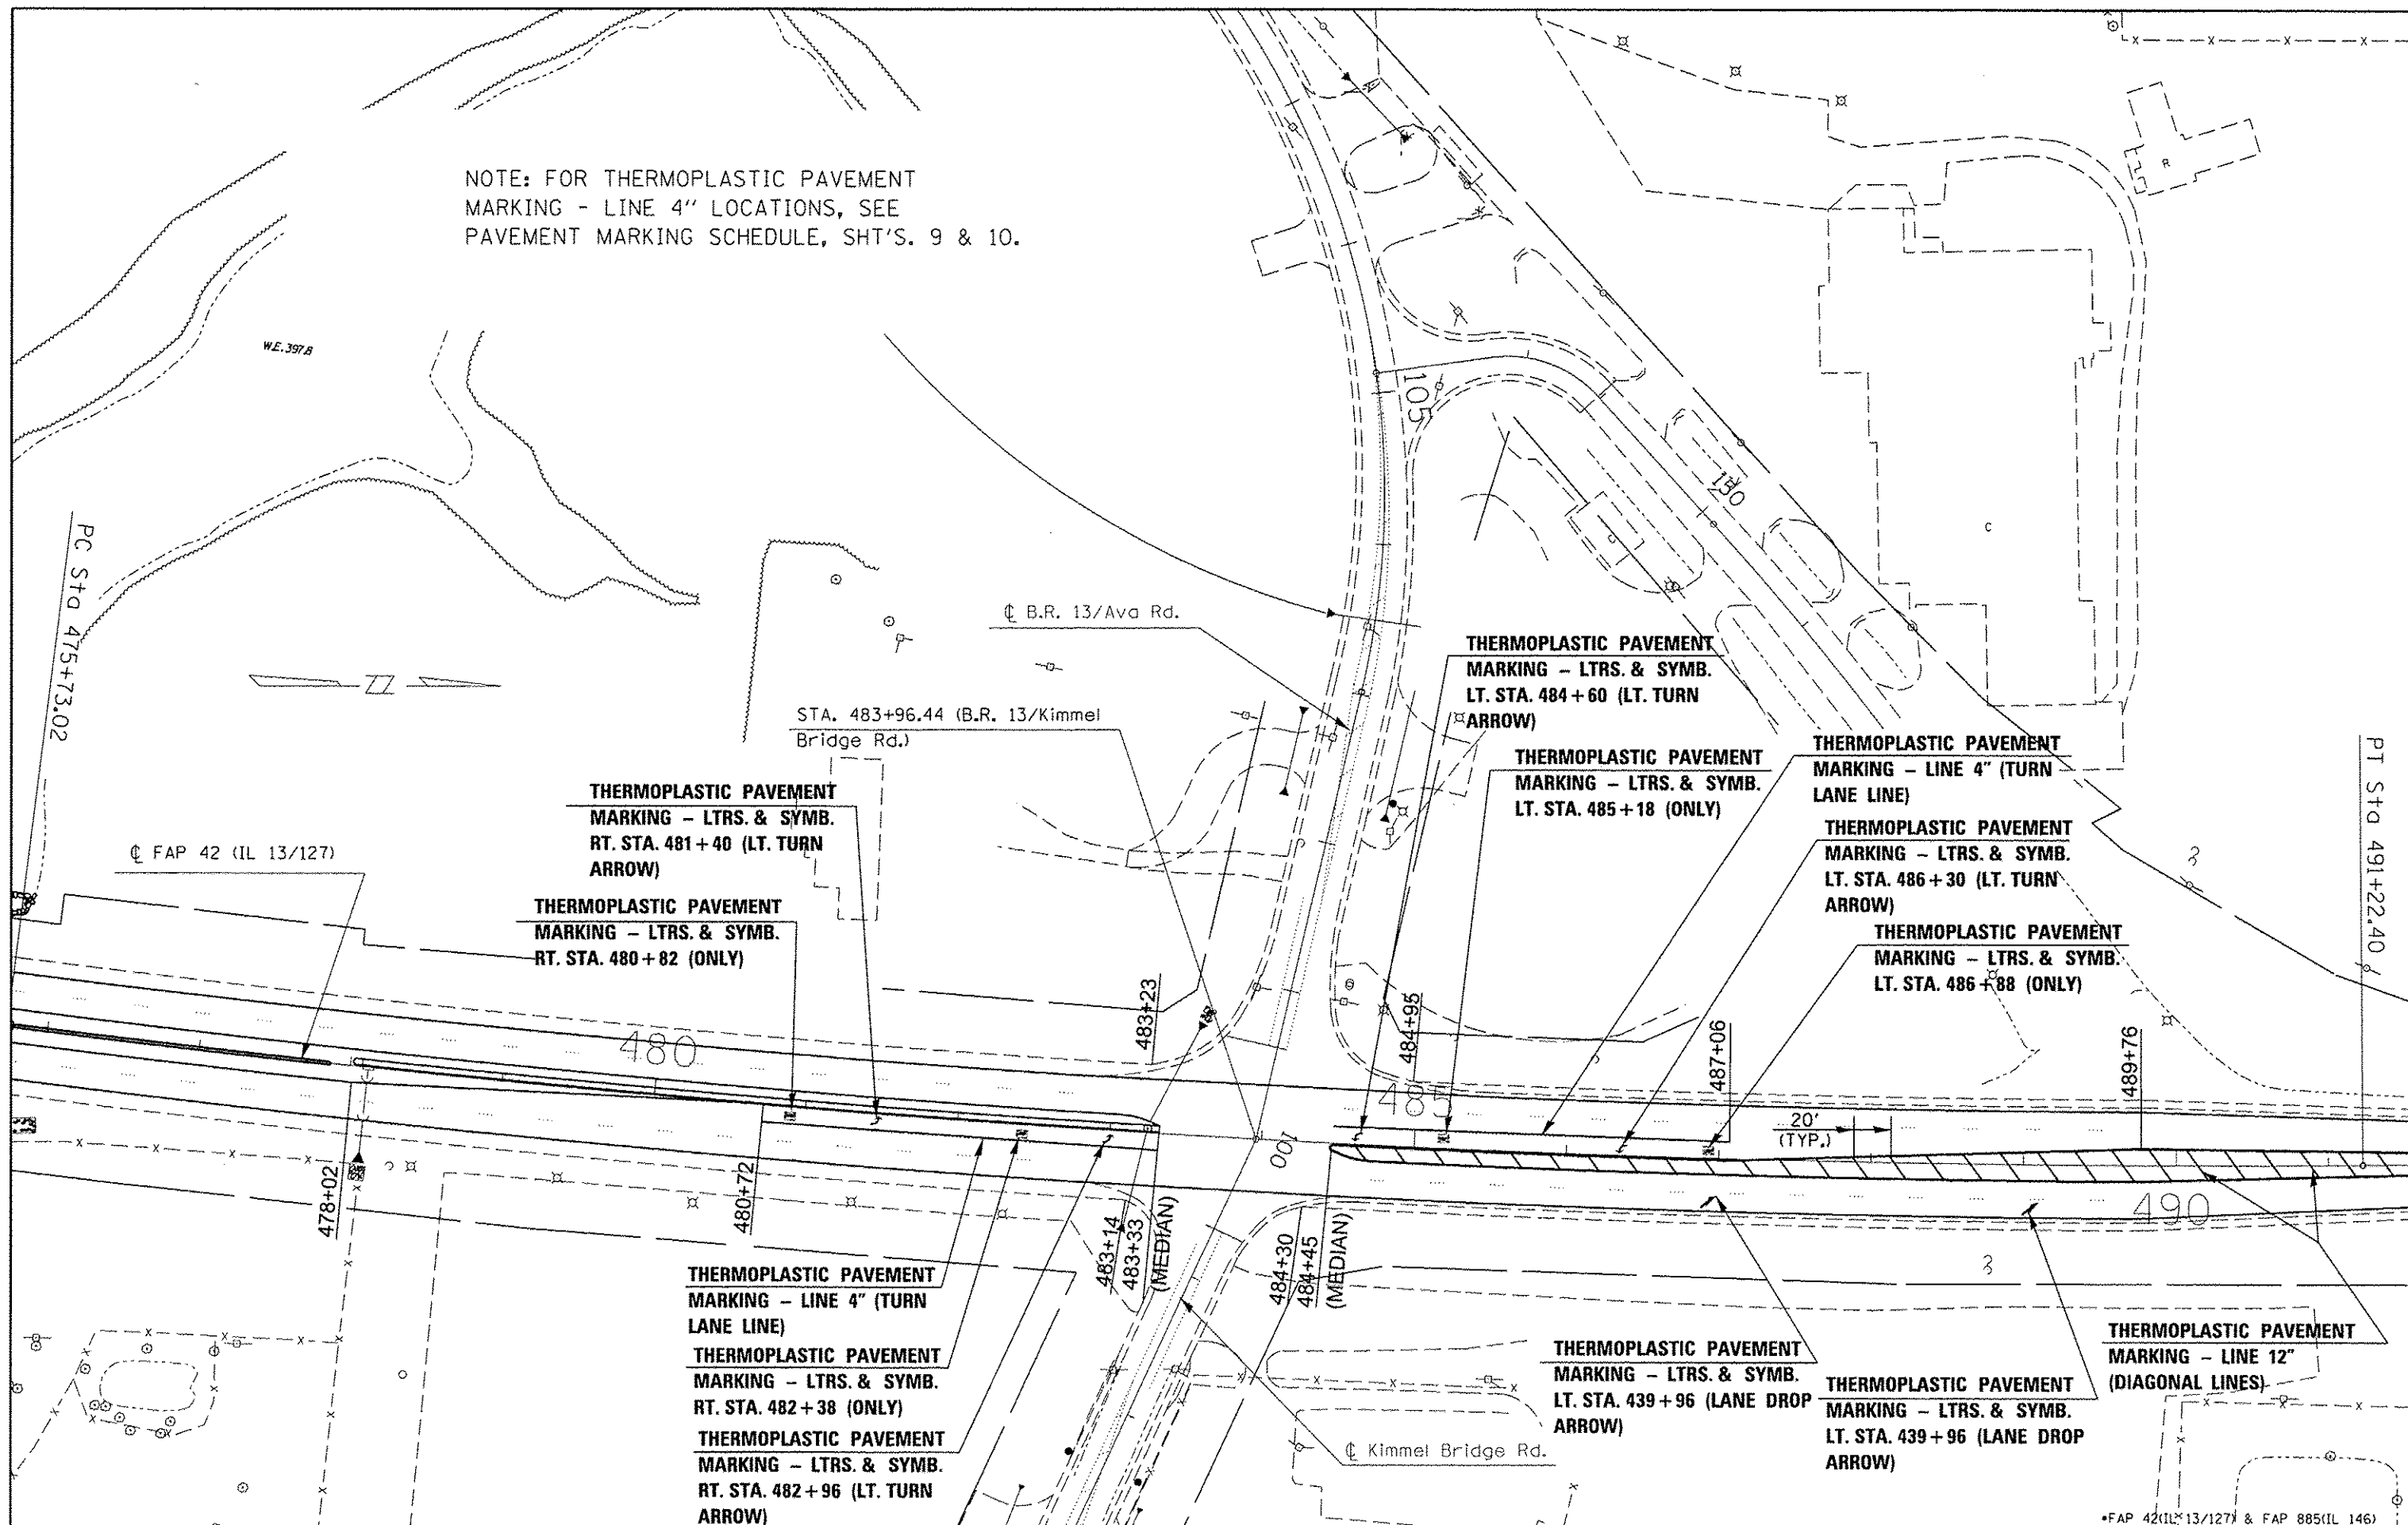 NOTE: FOR THERMOPLASTIC PAVEMENT
MARKING - LINE 4" LOCATIONS, SEE
PAVEMENT MARKING SCHEDULE, SHT'S. 9 & 10.
W.E. 397.8
PC Sta 475+73.02
105
150
R
C
℄ B.R. 13/Ava Rd.
STA. 483+96.44 (B.R. 13/Kimmel
Bridge Rd.)
THERMOPLASTIC PAVEMENT
MARKING - LTRS. & SYMB.
LT. STA. 484+60 (LT. TURN
ARROW)
THERMOPLASTIC PAVEMENT
MARKING - LTRS. & SYMB.
LT. STA. 485+18 (ONLY)
THERMOPLASTIC PAVEMENT
MARKING - LINE 4" (TURN
LANE LINE)
THERMOPLASTIC PAVEMENT
MARKING - LTRS. & SYMB.
LT. STA. 486+30 (LT. TURN
ARROW)
THERMOPLASTIC PAVEMENT
MARKING - LTRS. & SYMB.
LT. STA. 486+88 (ONLY)
PT Sta 491+22.40
THERMOPLASTIC PAVEMENT
MARKING - LTRS. & SYMB.
RT. STA. 481+40 (LT. TURN
ARROW)
THERMOPLASTIC PAVEMENT
MARKING - LTRS. & SYMB.
RT. STA. 480+82 (ONLY)
℄ FAP 42 (IL 13/127)
480
483+23
484+95
485
487+06
489+76
20'
(TYP.)
100
490
478+02
480+72
483+14
483+33
(MEDIAN)
484+30
484+45
(MEDIAN)
THERMOPLASTIC PAVEMENT
MARKING - LINE 4" (TURN
LANE LINE)
THERMOPLASTIC PAVEMENT
MARKING - LTRS. & SYMB.
RT. STA. 482+38 (ONLY)
THERMOPLASTIC PAVEMENT
MARKING - LTRS. & SYMB.
RT. STA. 482+96 (LT. TURN
ARROW)
℄ Kimmel Bridge Rd.
THERMOPLASTIC PAVEMENT
MARKING - LTRS. & SYMB.
LT. STA. 439+96 (LANE DROP
ARROW)
THERMOPLASTIC PAVEMENT
MARKING - LTRS. & SYMB.
LT. STA. 439+96 (LANE DROP
ARROW)
THERMOPLASTIC PAVEMENT
MARKING - LINE 12"
(DIAGONAL LINES)
•FAP 42(IL 13/127) & FAP 885(IL 146)